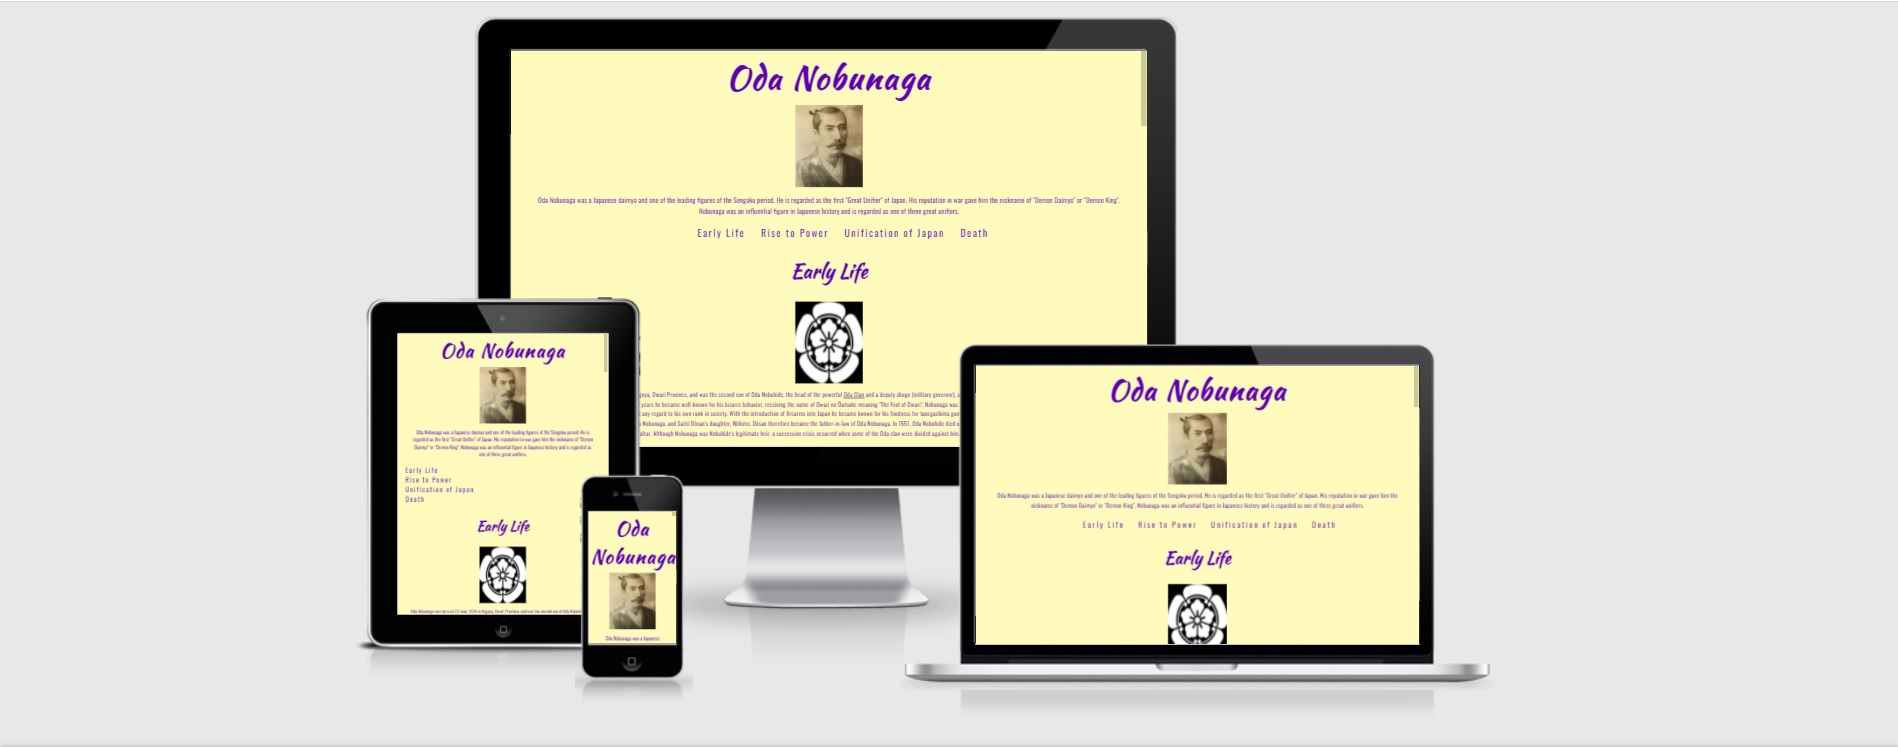 Oda Nobunaga
Oda Nobunaga was a Japanese daimyo and one of the leading figures of the Sengoku period. He is regarded as the first "Great Unifier" of Japan. His reputation in war gave him the nickname of "Demon Daimyo" or "Demon King".
Nobunaga was an influential figure in Japanese history and is regarded as one of three great unifiers.
Early Life Rise to Power Unification of Japan Death
Early Life
Owari Province, and was the second son of Oda Nobuhide, the head of the powerful Oda Clan and a deputy shugo (military governor),
years he became well-known for his bizarre behavior, receiving the name of Owari no Ōutsuke meaning "The Fool of Owari". Nobunaga was
any regard to his own rank in society. With the introduction of firearms into Japan he became known for his fondness for tanegashima
Nobunaga, and Saitō Dōsan's daughter, Nōhime. Dōsan therefore became the father-in-law of Oda Nobunaga. In 1551, Oda Nobuhide died
altar. Although Nobunaga was Nobuhide's legitimate heir, a succession crisis occurred when some of the Oda clan were divided against him
Oda Nobunaga
Oda Nobunaga was a Japanese daimyo and one of the leading figures of the Sengoku period. He is
regarded as the first "Great Unifier" of Japan. His reputation in war gave him the nickname of "Demon
Daimyo" or "Demon King". Nobunaga was an influential figure in Japanese history and is regarded as
one of three great unifiers.
Early Life
Rise to Power
Unification of Japan
Death
Early Life
Oda Nobunaga was born on 23 June, 1534 in Nagoya, Owari Province, and was the second son of Oda
Oda
Nobunaga
Oda Nobunaga was a Japanese
Oda Nobunaga
Oda Nobunaga was a Japanese daimyo and one of the leading figures of the Sengoku period. He is regarded as the first "Great Unifier" of Japan. His reputation in war gave him the
nickname of "Demon Daimyo" or "Demon King". Nobunaga was an influential figure in Japanese history and is regarded as one of three great unifiers.
Early Life Rise to Power Unification of Japan Death
Early Life